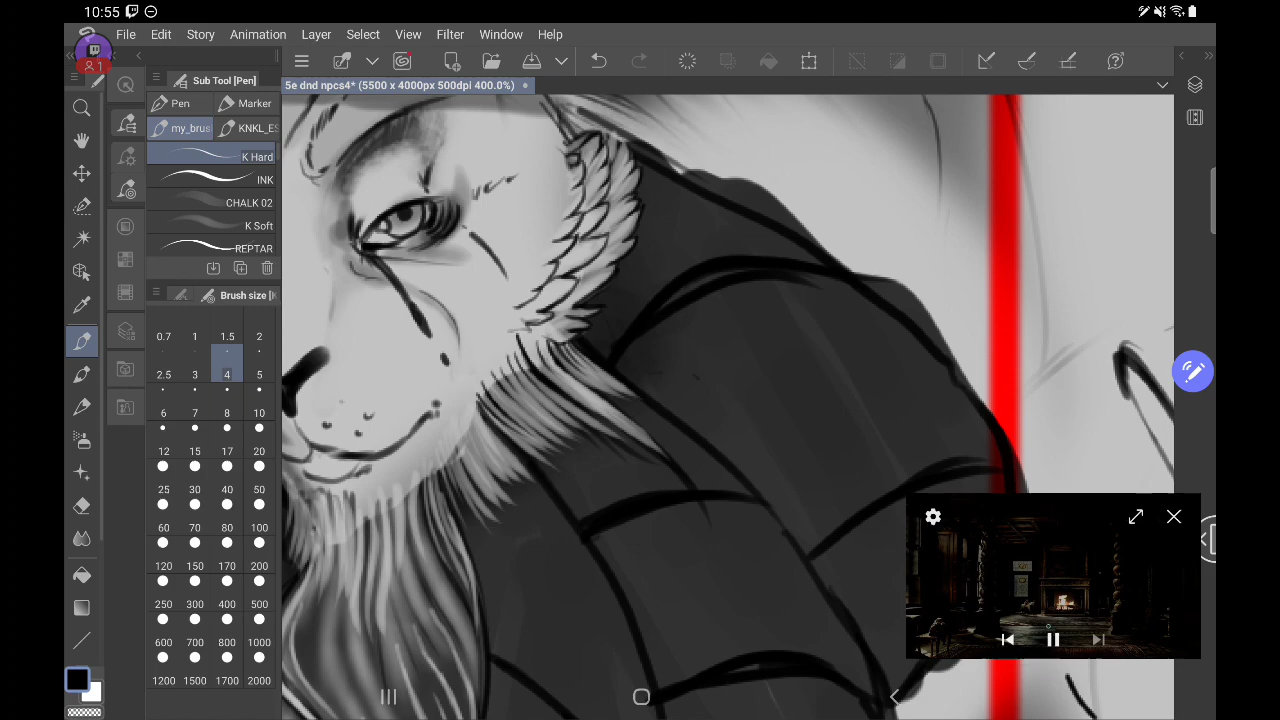 10:55
File Edit Story Animation Layer Select View Filter Window Help
1
Sub Tool [Pen]
5e dnd npcs4* (5500 x 4000px 500dpi 400.0%)
Pen Marker
my_brus KNKL_ES
K Hard
INK
CHALK 02
K Soft
REPTAR
Brush size [K
0.7 1 1.5 2
2.5 3 4 5
6 7 8 10
12 15 17 20
25 30 40 50
60 70 80 100
120 150 170 200
250 300 400 500
600 700 800 1000
1200 1500 1700 2000